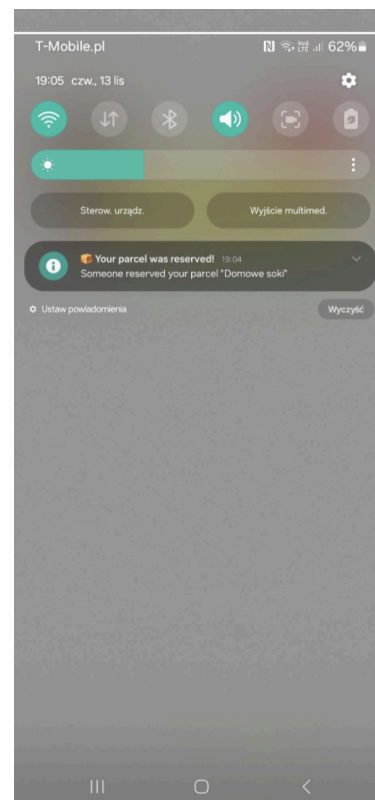 T-Mobile.pl 62%
19:05 czw., 13 lis
Sterow. urządz. Wyjście multimed.
Your parcel was reserved! 19:04
Someone reserved your parcel "Domowe soki"
Ustaw powiadomienia Wyczyść